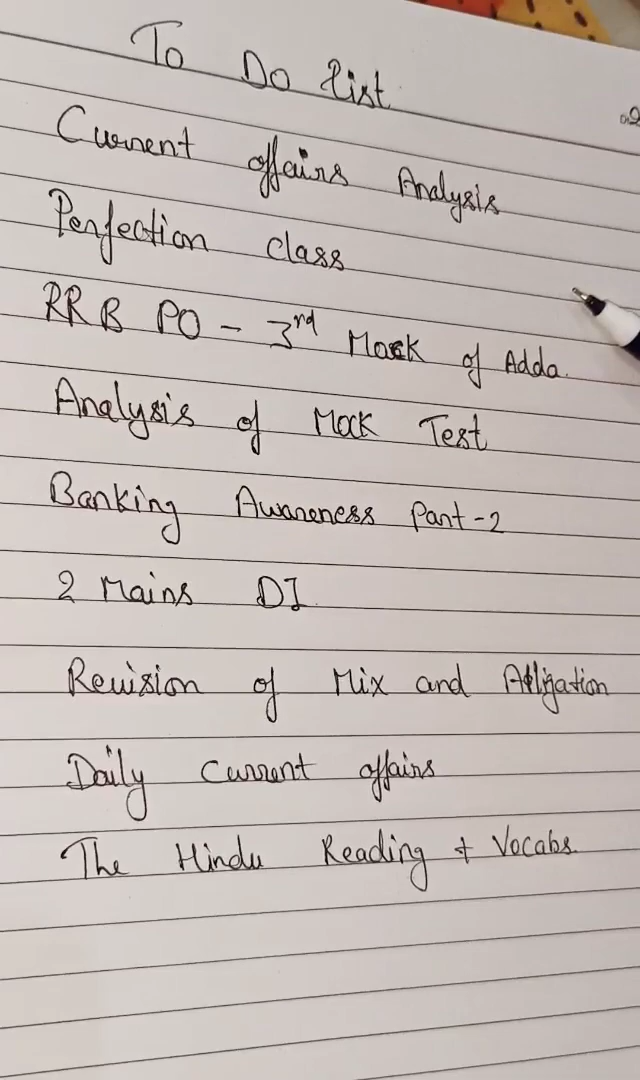 To Do list
Current affairs Analysis
Perfection class
RRB PO - 3rd Mock of Adda.
Analysis of Mock Test
Banking Awareness Part-2
2 Mains DI
Revision of Mix and Alligation
Daily Current affairs
The Hindu Reading + Vocabs.